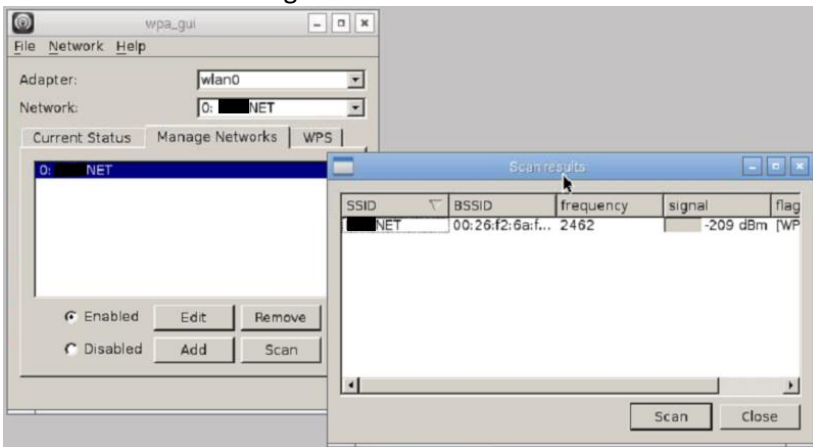 wpa_gui
File Network Help
Adapter: wlan0
Network: 0: NET
Current Status Manage Networks WPS
0: NET
Enabled Edit Remove
Disabled Add Scan
Scan results
SSID BSSID frequency signal flag
NET 00:26:f2:6a:f... 2462 -209 dBm [WP
Scan Close